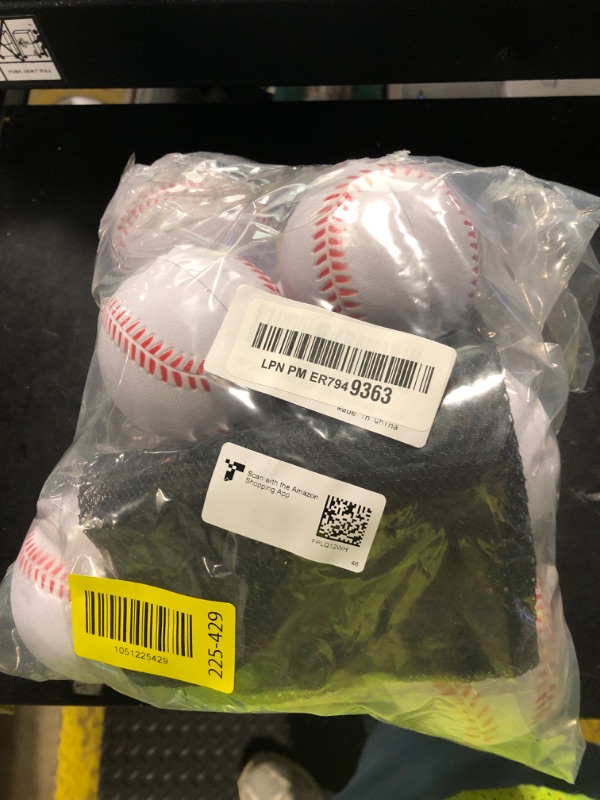 PUSH, DON'T PULL
LPN PM ER7949363
Made in China
Scan with the Amazon
Shopping App
FPLQ12WH
46
1051225429
225-429